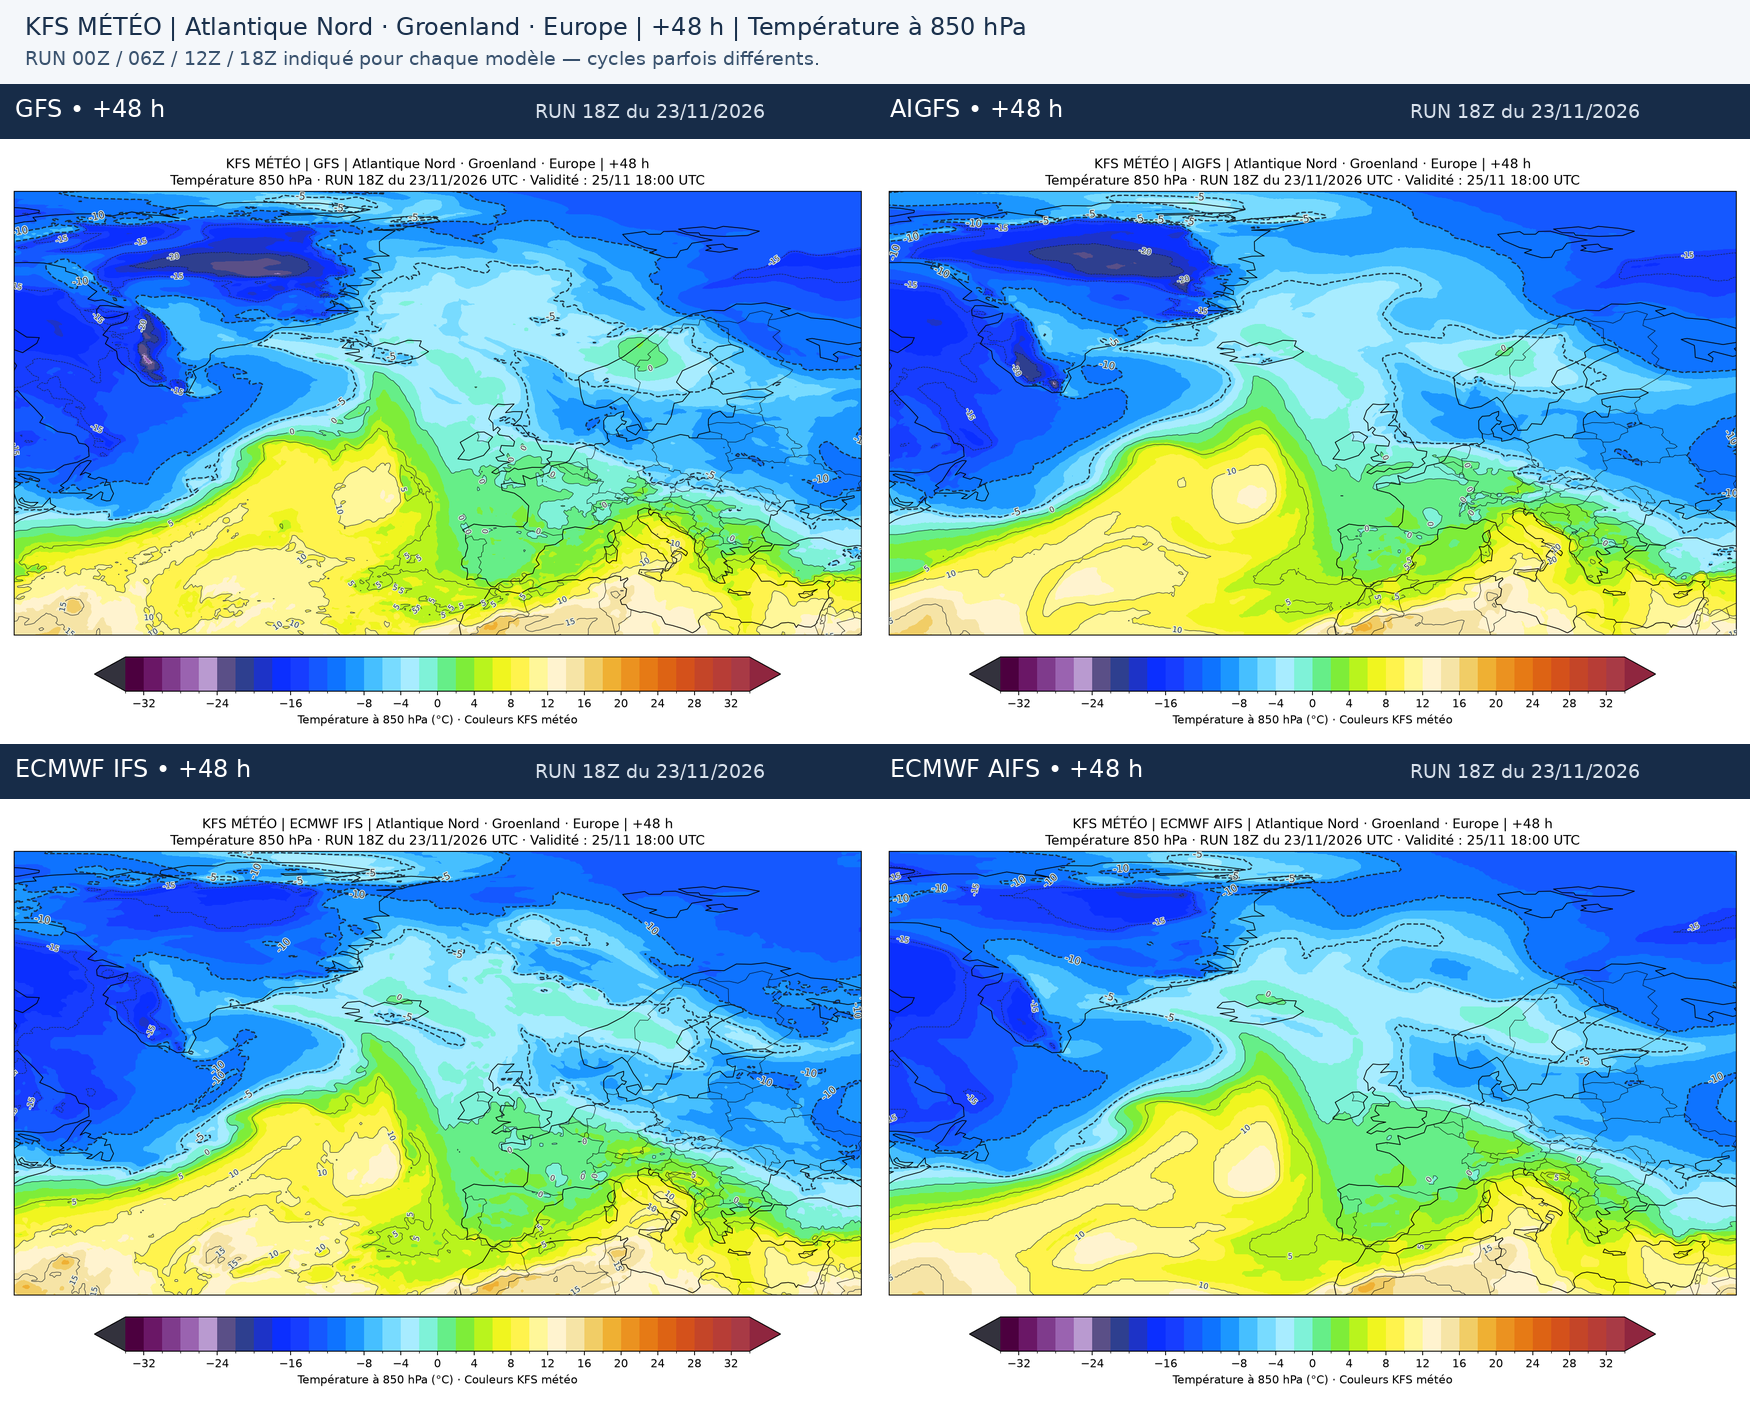 KFS MÉTÉO | Atlantique Nord · Groenland · Europe | +48 h | Température à 850 hPa
RUN 00Z / 06Z / 12Z / 18Z indiqué pour chaque modèle — cycles parfois différents.
GFS • +48 h
RUN 18Z du 23/11/2026
KFS MÉTÉO | GFS | Atlantique Nord · Groenland · Europe | +48 h
Température 850 hPa · RUN 18Z du 23/11/2026 UTC · Validité : 25/11 18:00 UTC
−32 −24 −16 −8 −4 0 4 8 12 16 20 24 28 32
Température à 850 hPa (°C) · Couleurs KFS météo
AIGFS • +48 h
RUN 18Z du 23/11/2026
KFS MÉTÉO | AIGFS | Atlantique Nord · Groenland · Europe | +48 h
Température 850 hPa · RUN 18Z du 23/11/2026 UTC · Validité : 25/11 18:00 UTC
−32 −24 −16 −8 −4 0 4 8 12 16 20 24 28 32
Température à 850 hPa (°C) · Couleurs KFS météo
ECMWF IFS • +48 h
RUN 18Z du 23/11/2026
KFS MÉTÉO | ECMWF IFS | Atlantique Nord · Groenland · Europe | +48 h
Température 850 hPa · RUN 18Z du 23/11/2026 UTC · Validité : 25/11 18:00 UTC
−32 −24 −16 −8 −4 0 4 8 12 16 20 24 28 32
Température à 850 hPa (°C) · Couleurs KFS météo
ECMWF AIFS • +48 h
RUN 18Z du 23/11/2026
KFS MÉTÉO | ECMWF AIFS | Atlantique Nord · Groenland · Europe | +48 h
Température 850 hPa · RUN 18Z du 23/11/2026 UTC · Validité : 25/11 18:00 UTC
−32 −24 −16 −8 −4 0 4 8 12 16 20 24 28 32
Température à 850 hPa (°C) · Couleurs KFS météo